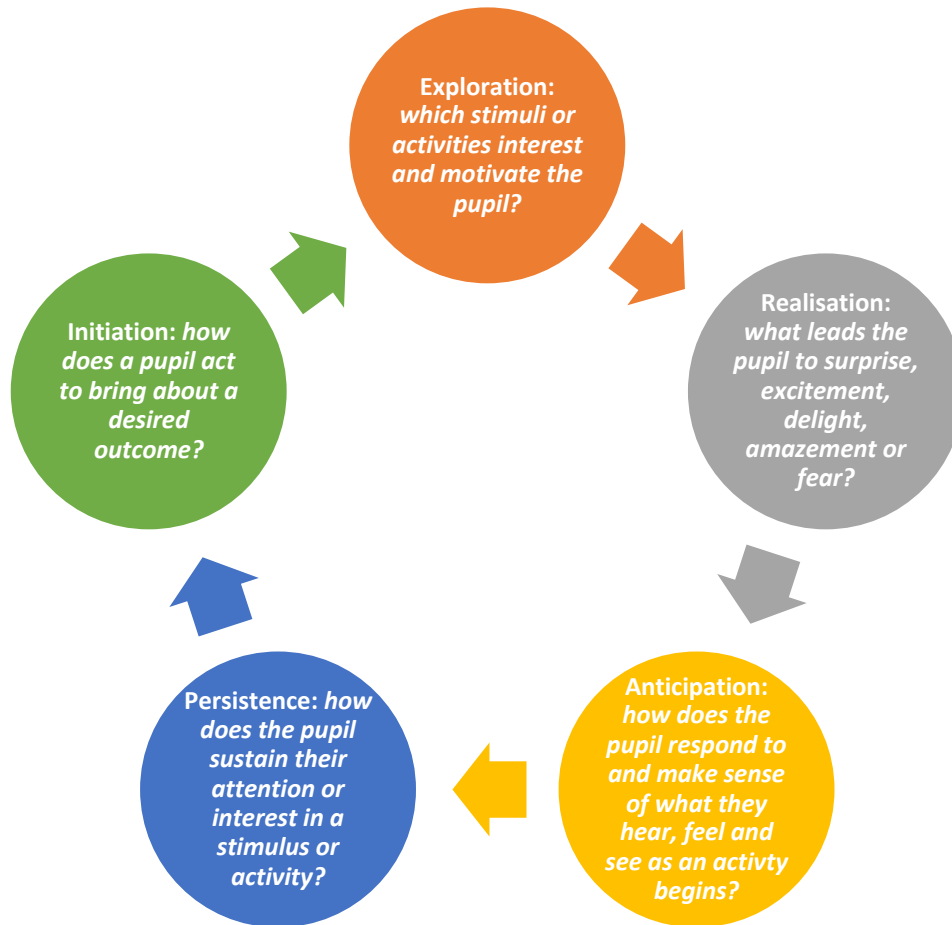 Exploration:
which stimuli or
activities interest
and motivate the
pupil?
Realisation:
what leads the
pupil to surprise,
excitement,
delight,
amazement or
fear?
Anticipation:
how does the
pupil respond to
and make sense
of what they
hear, feel and
see as an activty
begins?
Persistence: how
does the pupil
sustain their
attention or
interest in a
stimulus or
activity?
Initiation: how
does a pupil act
to bring about a
desired
outcome?